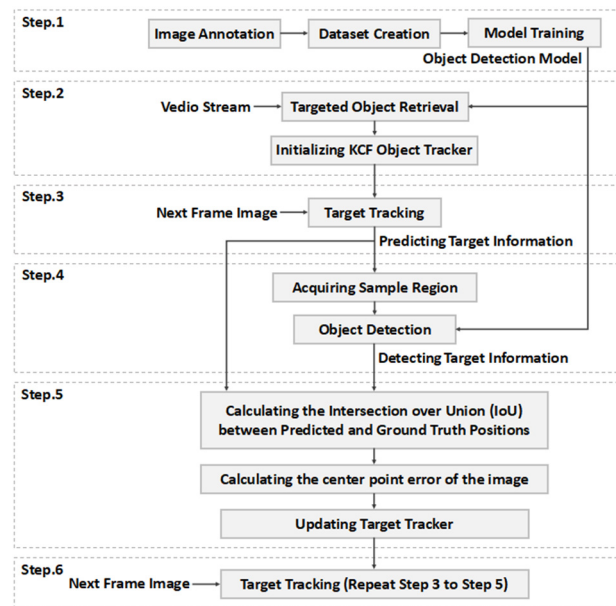 Step.1
Image Annotation
Dataset Creation
Model Training
Object Detection Model
Step.2
Vedio Stream
Targeted Object Retrieval
Initializing KCF Object Tracker
Step.3
Next Frame Image
Target Tracking
Predicting Target Information
Step.4
Acquiring Sample Region
Object Detection
Detecting Target Information
Step.5
Calculating the Intersection over Union (IoU)
between Predicted and Ground Truth Positions
Calculating the center point error of the image
Updating Target Tracker
Step.6
Next Frame Image
Target Tracking (Repeat Step 3 to Step 5)